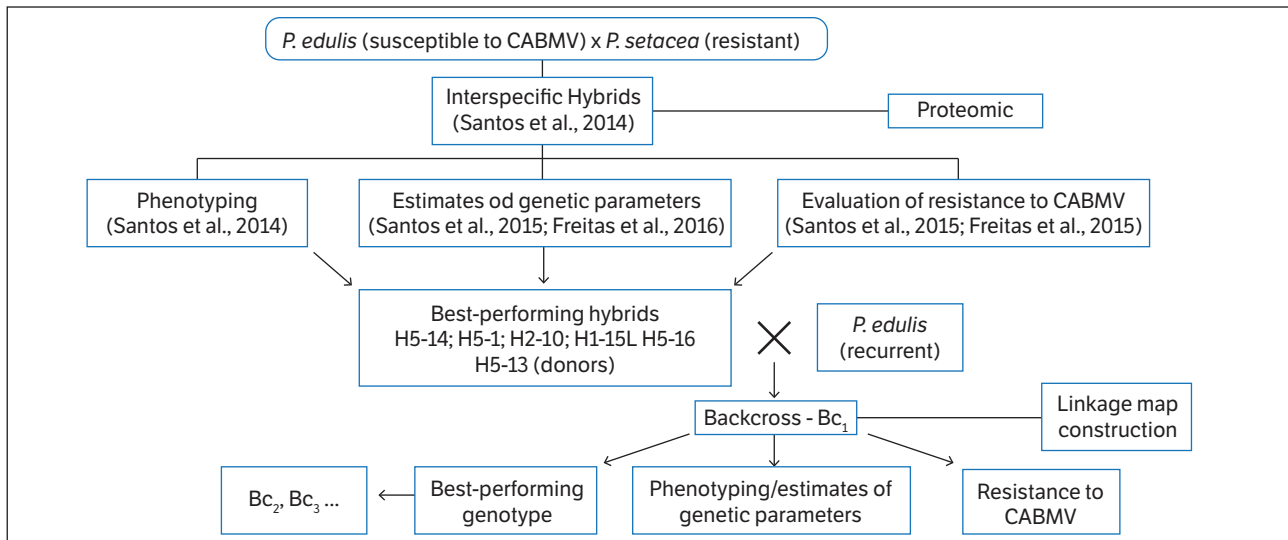 P. edulis (susceptible to CABMV) x P. setacea (resistant)
Interspecific Hybrids
(Santos et al., 2014)
Proteomic
Phenotyping
(Santos et al., 2014)
Estimates od genetic parameters
(Santos et al., 2015; Freitas et al., 2016)
Evaluation of resistance to CABMV
(Santos et al., 2015; Freitas et al., 2015)
Best-performing hybrids
H5-14; H5-1; H2-10; H1-15L H5-16
H5-13 (donors)
P. edulis
(recurrent)
Backcross - Bc₁
Linkage map
construction
Bc₂, Bc₃ ...
Best-performing
genotype
Phenotyping/estimates of
genetic parameters
Resistance to
CABMV